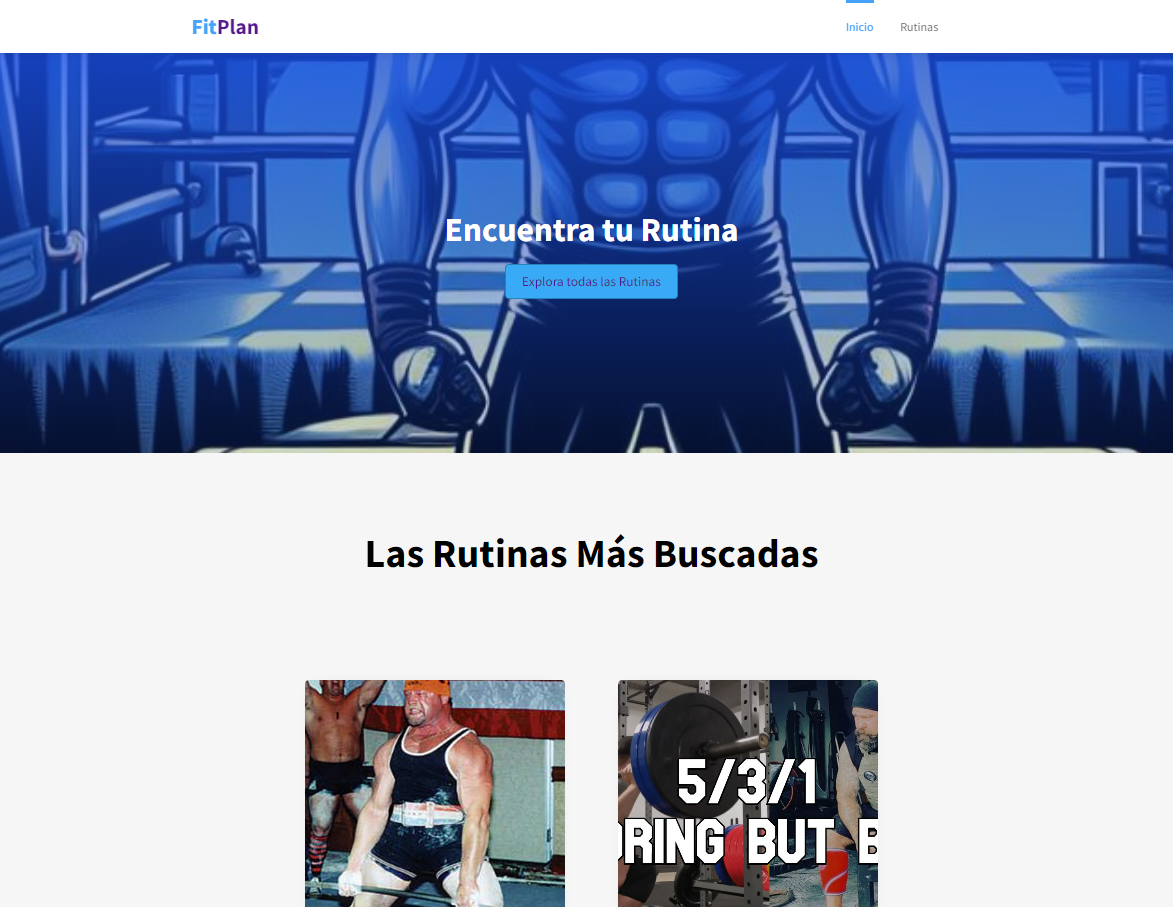 FitPlan
Inicio
Rutinas
Encuentra tu Rutina
Explora todas las Rutinas
Las Rutinas Más Buscadas
5/3/1
ORING BUT B